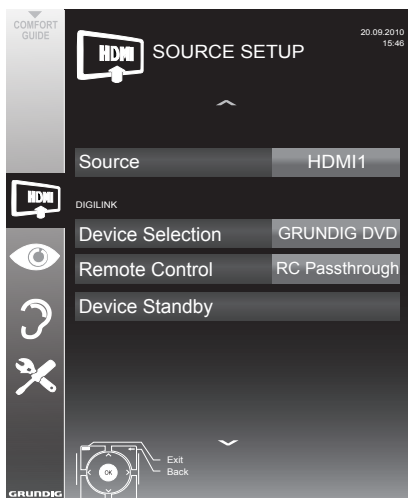 COMFORT
GUIDE
HDMI SOURCE SETUP
20.09.2010
15:46
Source HDMI1
HDMI
DIGILINK
Device Selection GRUNDIG DVD
Remote Control RC Passthrough
Device Standby
Exit
Back
OK
GRUNDIG